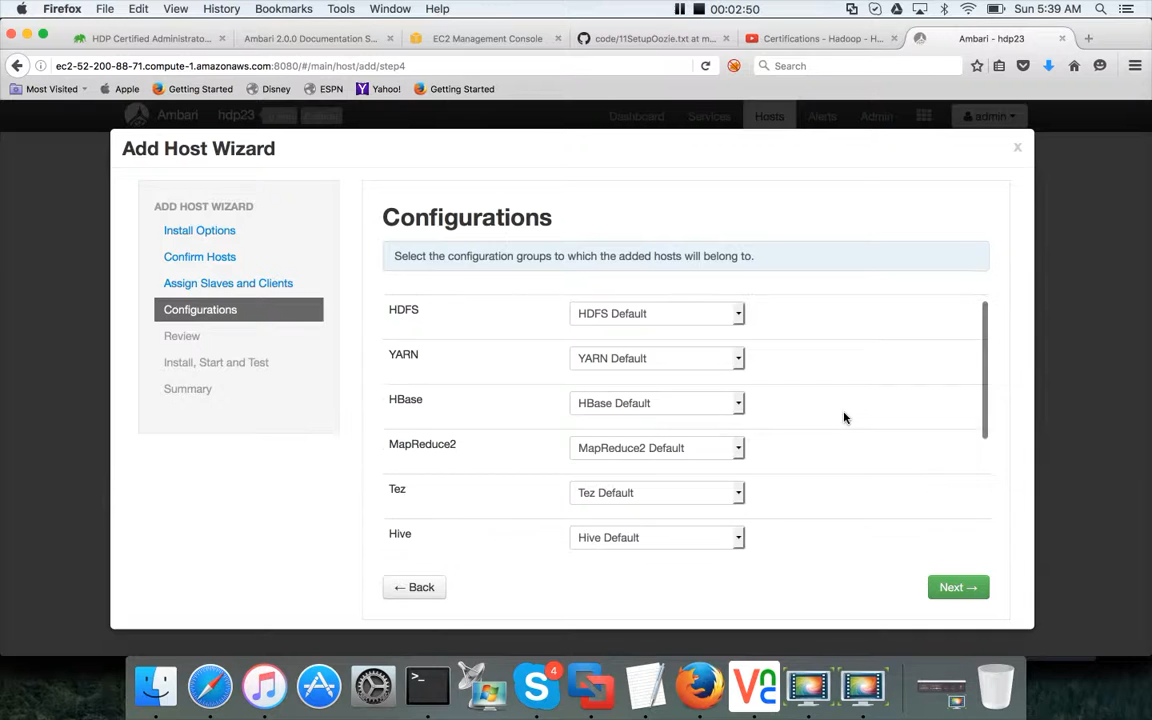 Firefox File Edit View History Bookmarks Tools Window Help 00:02:50 Sun 5:39 AM
HDP Certified Administrato... Ambari 2.0.0 Documentation S... EC2 Management Console code/11SetupOozie.txt at m... Certifications - Hadoop - H... Ambari - hdp23
ec2-52-200-88-71.compute-1.amazonaws.com:8080/#/main/host/add/step4 Search
Most Visited Apple Getting Started Disney ESPN Yahoo! Getting Started
Ambari hdp23 Dashboard Services Hosts Alerts Admin admin
Add Host Wizard x
ADD HOST WIZARD
Install Options
Confirm Hosts
Assign Slaves and Clients
Configurations
Review
Install, Start and Test
Summary
Configurations
Select the configuration groups to which the added hosts will belong to.
HDFS HDFS Default
YARN YARN Default
HBase HBase Default
MapReduce2 MapReduce2 Default
Tez Tez Default
Hive Hive Default
← Back Next →
4